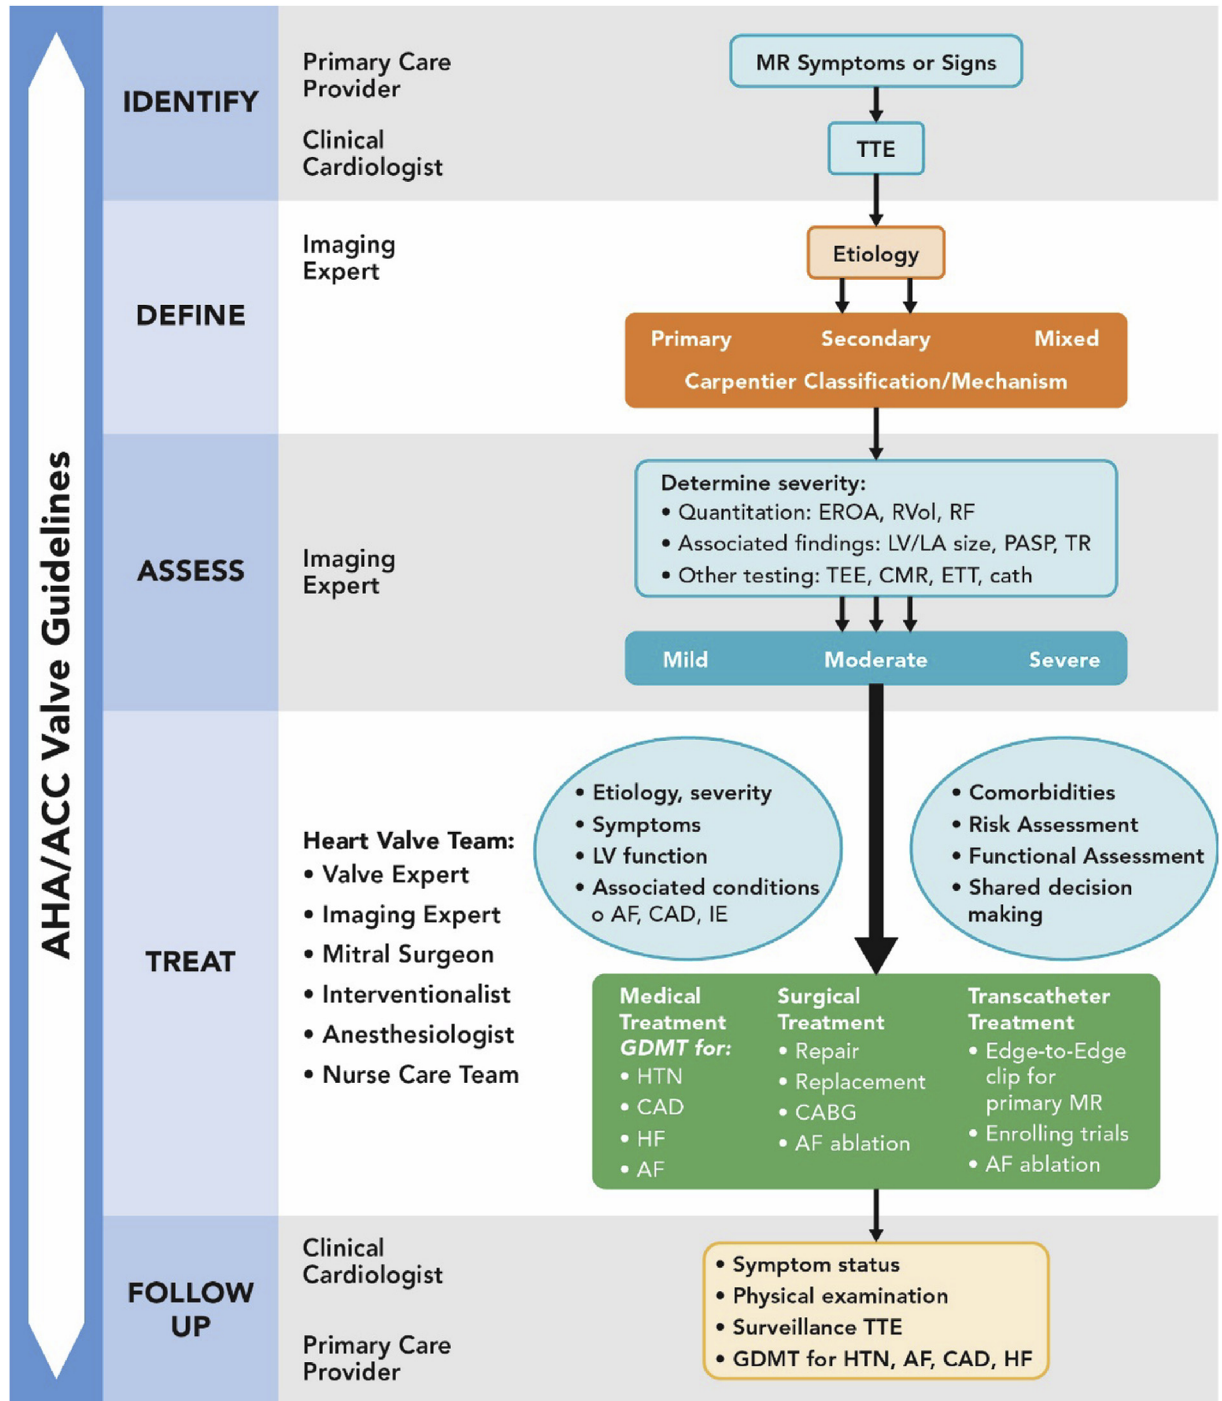 AHA/ACC Valve Guidelines
IDENTIFY
Primary Care
Provider
Clinical
Cardiologist
MR Symptoms or Signs
TTE
DEFINE
Imaging
Expert
Etiology
Primary Secondary Mixed
Carpentier Classification/Mechanism
ASSESS
Imaging
Expert
Determine severity:
• Quantitation: EROA, RVol, RF
• Associated findings: LV/LA size, PASP, TR
• Other testing: TEE, CMR, ETT, cath
Mild Moderate Severe
TREAT
Heart Valve Team:
• Valve Expert
• Imaging Expert
• Mitral Surgeon
• Interventionalist
• Anesthesiologist
• Nurse Care Team
• Etiology, severity
• Symptoms
• LV function
• Associated conditions
o AF, CAD, IE
• Comorbidities
• Risk Assessment
• Functional Assessment
• Shared decision
making
Medical
Treatment
GDMT for:
• HTN
• CAD
• HF
• AF
Surgical
Treatment
• Repair
• Replacement
• CABG
• AF ablation
Transcatheter
Treatment
• Edge-to-Edge
clip for
primary MR
• Enrolling trials
• AF ablation
FOLLOW
UP
Clinical
Cardiologist
Primary Care
Provider
• Symptom status
• Physical examination
• Surveillance TTE
• GDMT for HTN, AF, CAD, HF